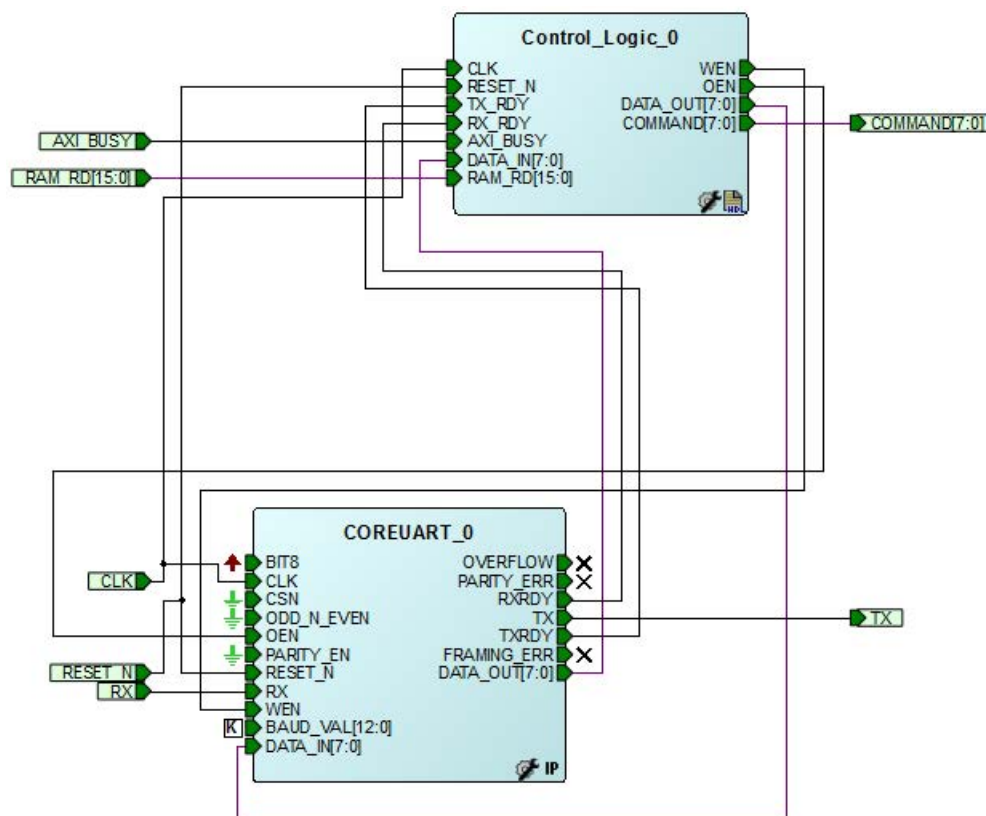 Control_Logic_0
CLK
RESET_N
TX_RDY
RX_RDY
AXI_BUSY
DATA_IN[7:0]
RAM_RD[15:0]
WEN
OEN
DATA_OUT[7:0]
COMMAND[7:0]
AXI_BUSY
RAM_RD[15:0]
COMMAND[7:0]
HDL
COREUART_0
BIT8
CLK
CSN
ODD_N_EVEN
OEN
PARITY_EN
RESET_N
RX
WEN
BAUD_VAL[12:0]
DATA_IN[7:0]
OVERFLOW
PARITY_ERR
RXRDY
TX
TXRDY
FRAMING_ERR
DATA_OUT[7:0]
CLK
RESET_N
RX
K
TX
IP